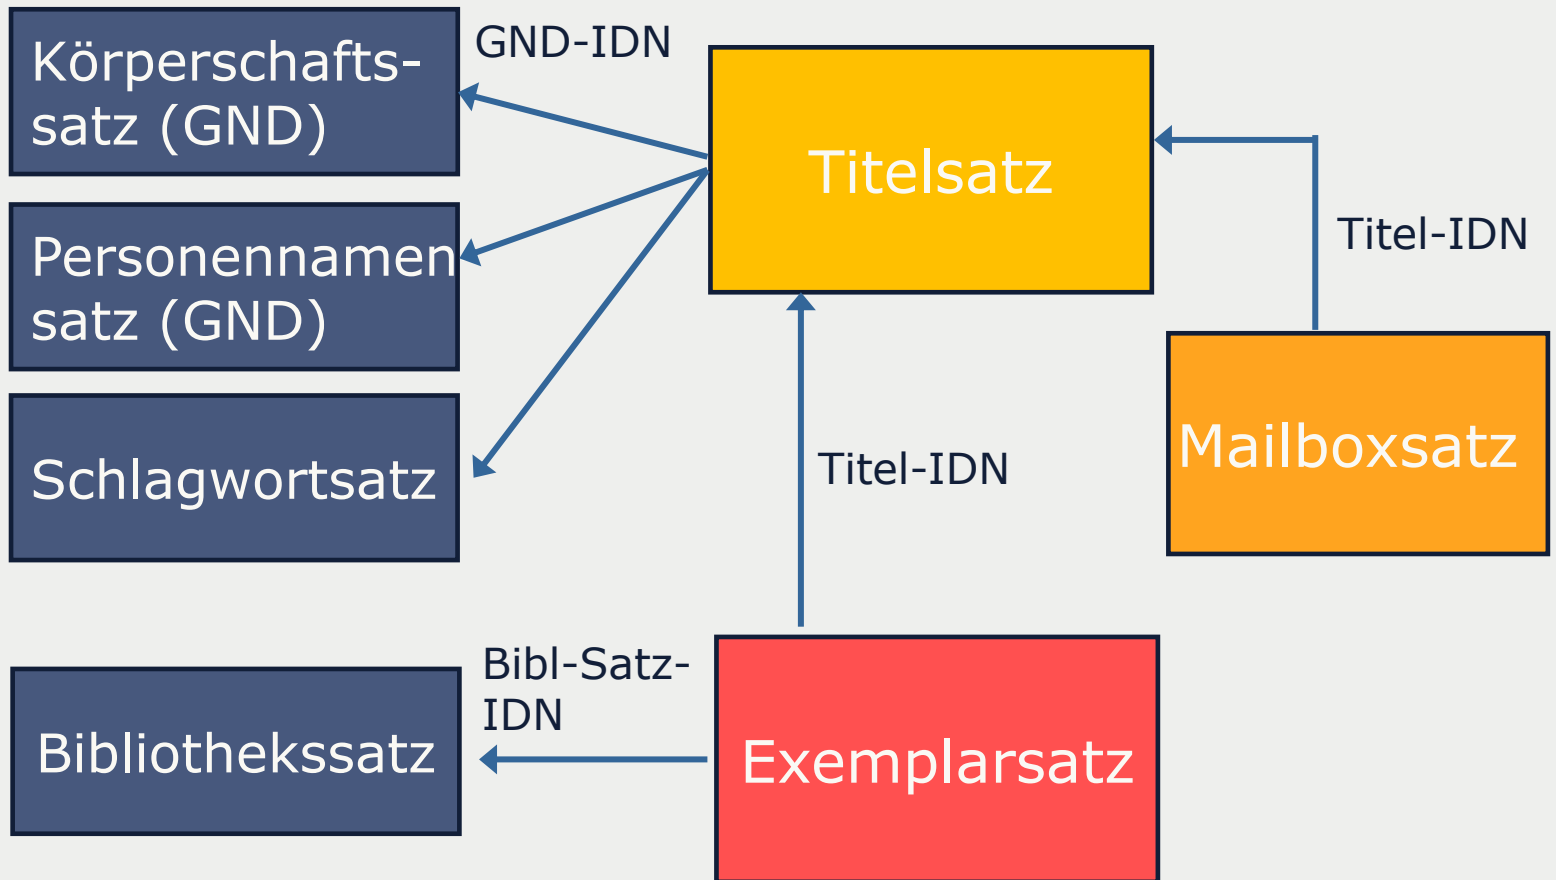 Körperschafts-
satz (GND)
GND-IDN
Titelsatz
Personennamen
satz (GND)
Titel-IDN
Schlagwortsatz
Titel-IDN
Mailboxsatz
Bibliothekssatz
Bibl-Satz-
IDN
Exemplarsatz